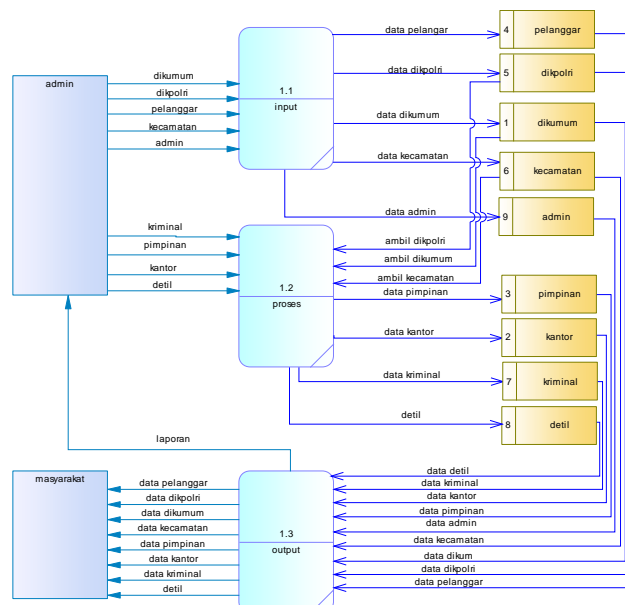 admin
dikumum
dikpolri
pelanggar
kecamatan
admin
1.1
input
data pelangar
data dikpolri
data dikumum
data kecamatan
data admin
4 pelanggar
5 dikpolri
1 dikumum
6 kecamatan
9 admin
kriminal
pimpinan
kantor
detil
1.2
proses
ambil dikpolri
ambil dikumum
ambil kecamatan
data pimpinan
data kantor
data kriminal
detil
3 pimpinan
2 kantor
7 kriminal
8 detil
laporan
masyarakat
data pelanggar
data dikpolri
data dikumum
data kecamatan
data pimpinan
data kantor
data kriminal
detil
1.3
output
data detil
data kriminal
data kantor
data pimpinan
data admin
data kecamatan
data dikum
data dikpolri
data pelanggar